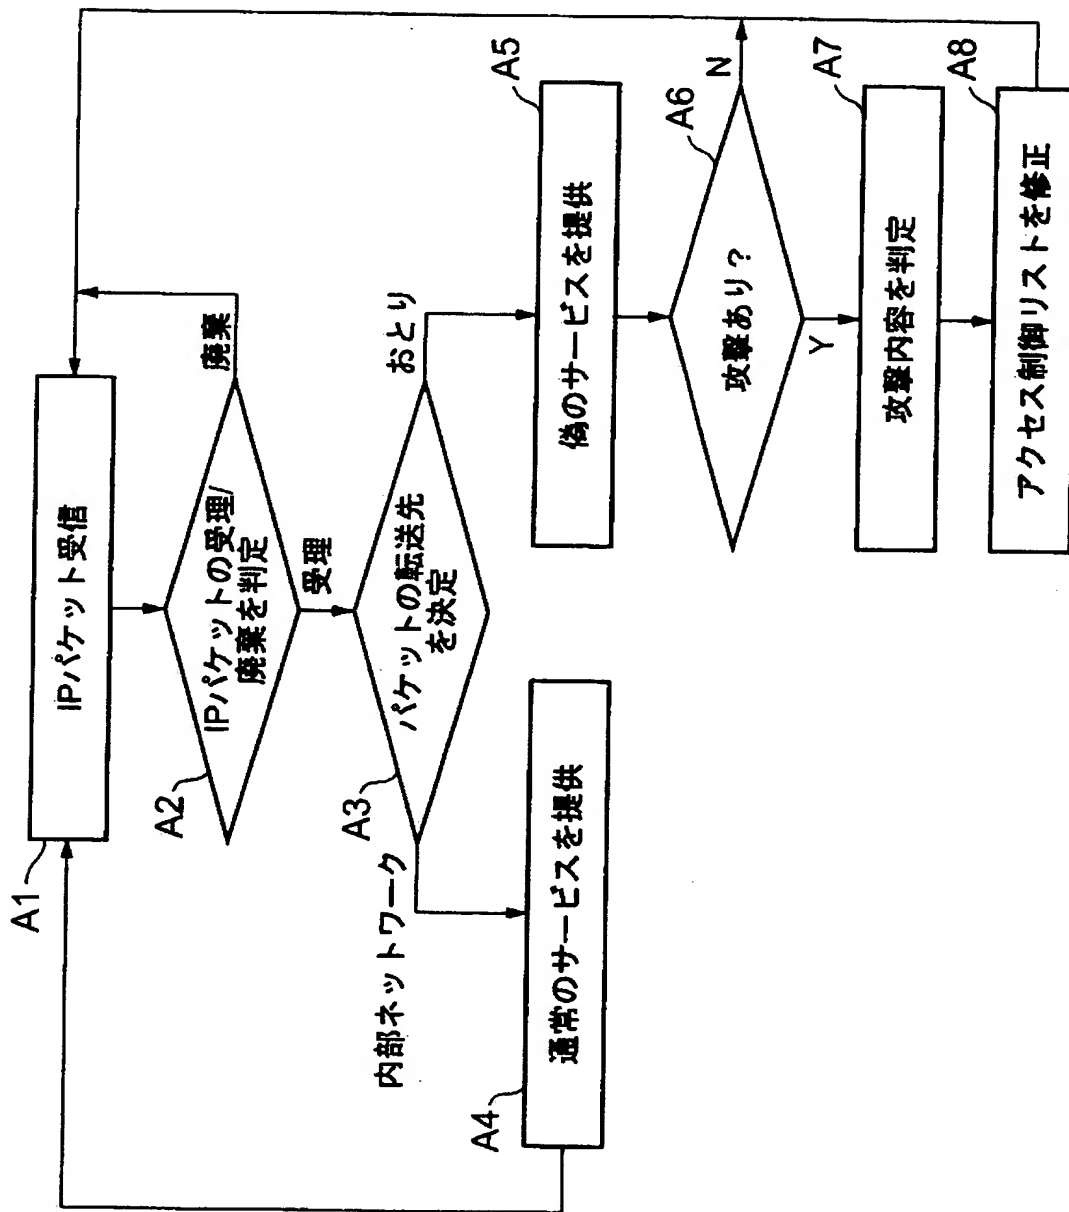 A1
IPパケット受信
A2
IPパケットの受理/
廃棄を判定
廃棄
受理
A3
パケットの転送先
を決定
内部ネットワーク
おとり
A4
通常のサービスを提供
A5
偽のサービスを提供
A6
攻撃あり?
N
Y
A7
攻撃内容を判定
A8
アクセス制御リストを修正